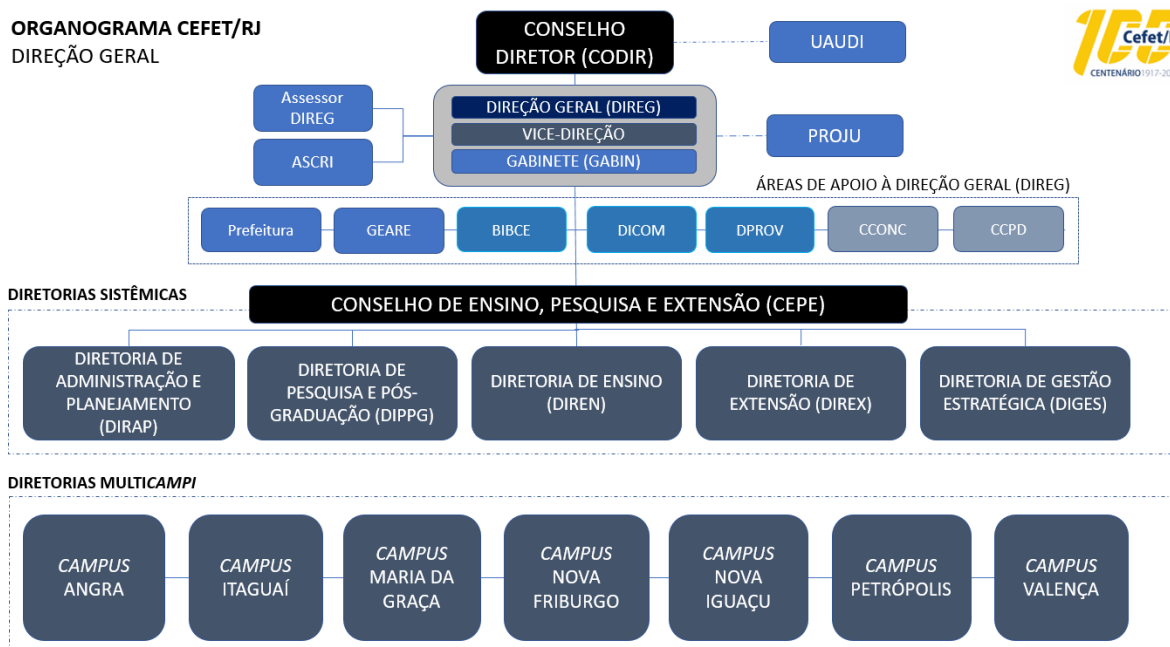 ORGANOGRAMA CEFET/RJ
DIREÇÃO GERAL
CONSELHO
DIRETOR (CODIR)
UAUDI
100
CENTENÁRIO 1917-20
Assessor
DIREG
ASCRI
DIREÇÃO GERAL (DIREG)
VICE-DIREÇÃO
GABINETE (GABIN)
PROJU
ÁREAS DE APOIO À DIREÇÃO GERAL (DIREG)
Prefeitura
GEARE
BIBCE
DICOM
DPROV
CCONC
CCPD
DIRETORIAS SISTÊMICAS
CONSELHO DE ENSINO, PESQUISA E EXTENSÃO (CEPE)
DIRETORIA DE
ADMINISTRAÇÃO E
PLANEJAMENTO
(DIRAP)
DIRETORIA DE
PESQUISA E PÓS-
GRADUAÇÃO (DIPPG)
DIRETORIA DE ENSINO
(DIREN)
DIRETORIA DE
EXTENSÃO (DIREX)
DIRETORIA DE GESTÃO
ESTRATÉGICA (DIGES)
DIRETORIAS MULTICAMPI
CAMPUS
ANGRA
CAMPUS
ITAGUAÍ
CAMPUS
MARIA DA
GRAÇA
CAMPUS
NOVA
FRIBURGO
CAMPUS
NOVA
IGUAÇU
CAMPUS
PETRÓPOLIS
CAMPUS
VALENÇA